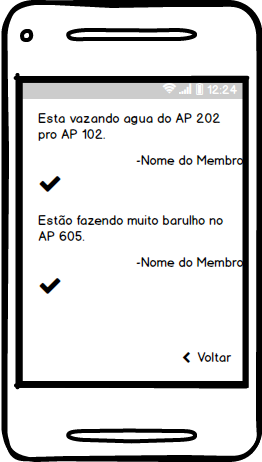 12:24
Esta vazando agua do AP 202
pro AP 102.
-Nome do Membro
Estão fazendo muito barulho no
AP 605.
-Nome do Membro
Voltar